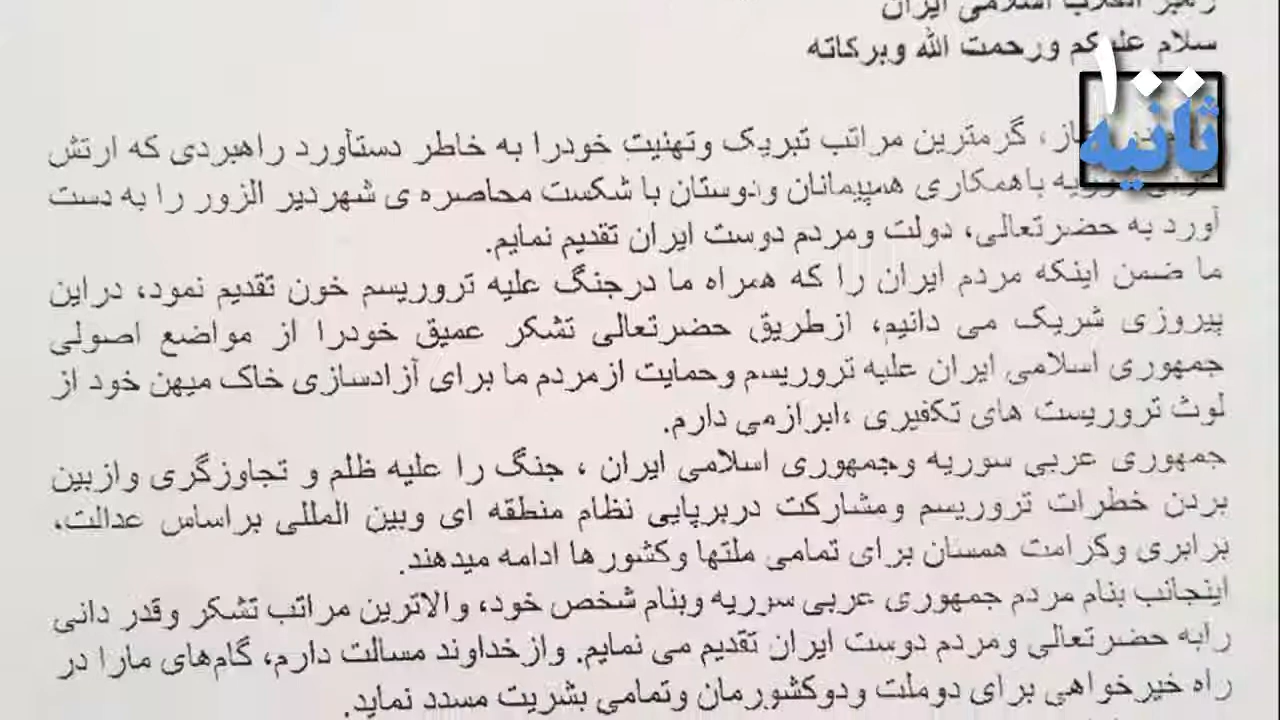 رهبر انقلاب اسلامی ایران
سلام علیکم ورحمت الله وبرکاته
۱۰۰
ثانیه
گرمترین مراتب تبریک وتهنیت خودرا به خاطر دستآورد راهبردی که ارتش
باهمکاری همپیمانان ودوستان با شکست محاصره ی شهردیر الزور را به دست
آورد به حضرتعالی، دولت ومردم دوست ایران تقدیم نمایم.
ما ضمن اینکه مردم ایران را که همراه ما درجنگ علیه تروریسم خون تقدیم نمود، دراین
پیروزی شریک می دانیم، ازطریق حضرتعالی تشکر عمیق خودرا از مواضع اصولی
جمهوری اسلامی ایران علیه تروریسم وحمایت ازمردم ما برای آزادسازی خاک میهن خود از
لوث تروریست های تکفیری ،ابرازمی دارم.
جمهوری عربی سوریه وجمهوری اسلامی ایران ، جنگ را علیه ظلم و تجاوزگری وازبین
بردن خطرات تروریسم ومشارکت دربرپایی نظام منطقه ای وبین المللی براساس عدالت،
برابری وکرامت همسان برای تمامی ملتها وکشورها ادامه میدهند.
اینجانب بنام مردم جمهوری عربی سوریه وبنام شخص خود، والاترین مراتب تشکر وقدر دانی
رابه حضرتعالی ومردم دوست ایران تقدیم می نمایم. وازخداوند مسالت دارم، گام‌های مارا در
راه خیرخواهی برای دوملت ودوکشورمان وتمامی بشریت مسدد نماید.